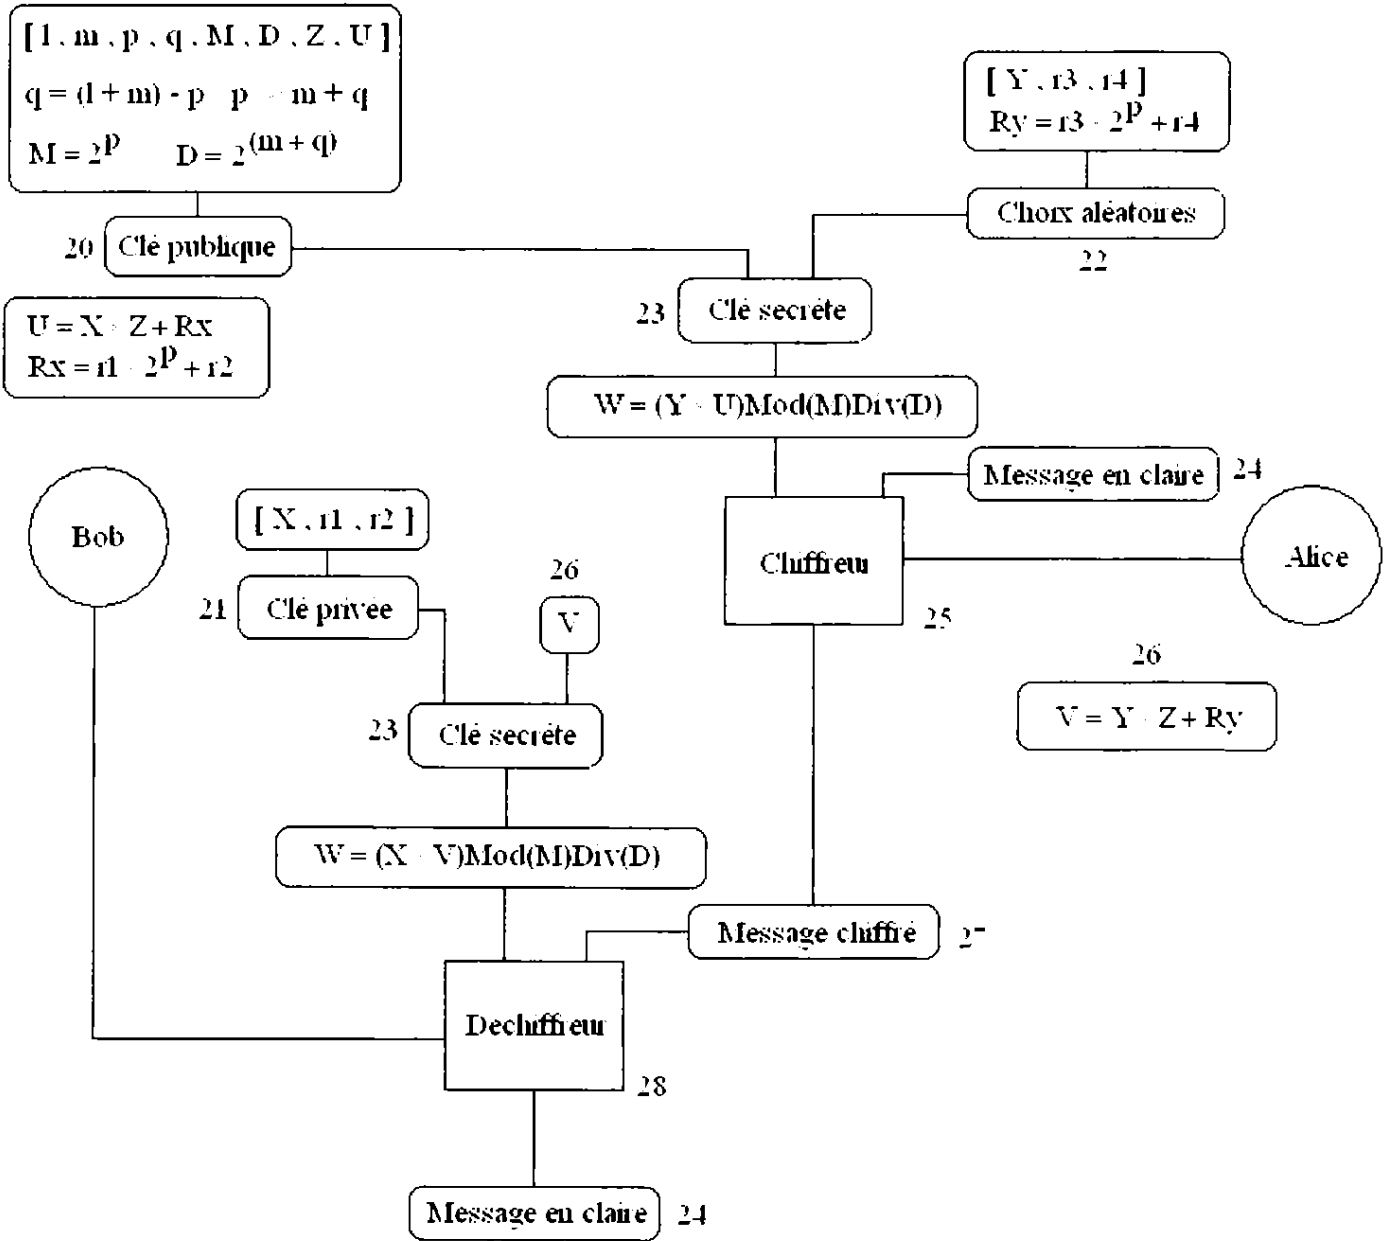 [ l , m , p , q , M , D , Z , U ]
q = (l + m) - p p m + q
M = 2^p D = 2^(m + q)
[ Y , r3 , r4 ]
Ry = r3 · 2^p + r4
20 Clé publique
Choix aléatoires
22
U = X · Z + Rx
Rx = r1 · 2^p + r2
23 Clé secrète
W = (Y · U)Mod(M)Div(D)
Message en claire 24
Bob
[ X , r1 , r2 ]
Chiffreur
25
Alice
21 Clé privée
26
V
26
V = Y · Z + Ry
23 Clé secrète
W = (X · V)Mod(M)Div(D)
Message chiffré 27
Dechiffreur
28
Message en claire 24